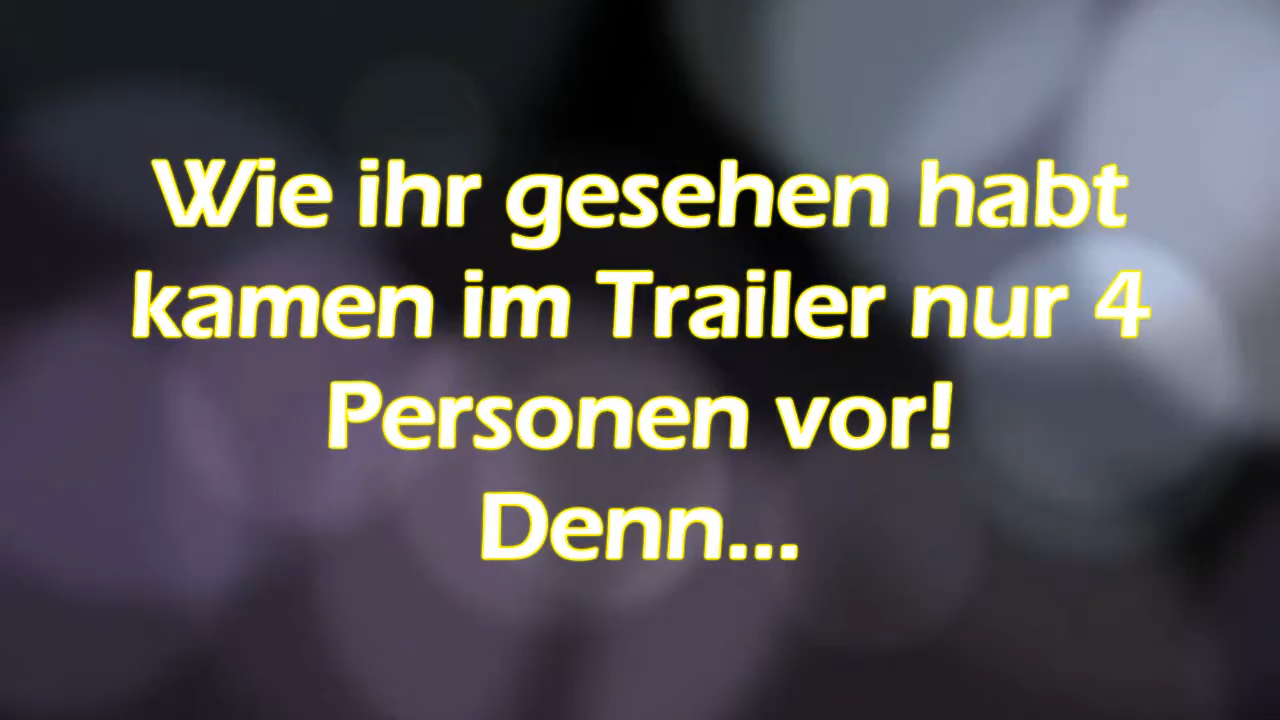 Wie ihr gesehen habt
kamen im Trailer nur 4
Personen vor!
Denn...